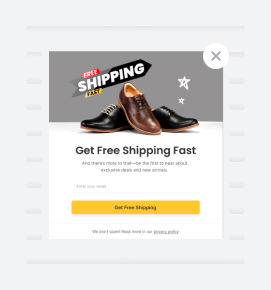 FREE
SHIPPING
FAST
Get Free Shipping Fast
And there's more to that—be the first to hear about
exclusive deals and new arrivals.
Enter your email
Get Free Shipping
We don't spam! Read more in our privacy policy